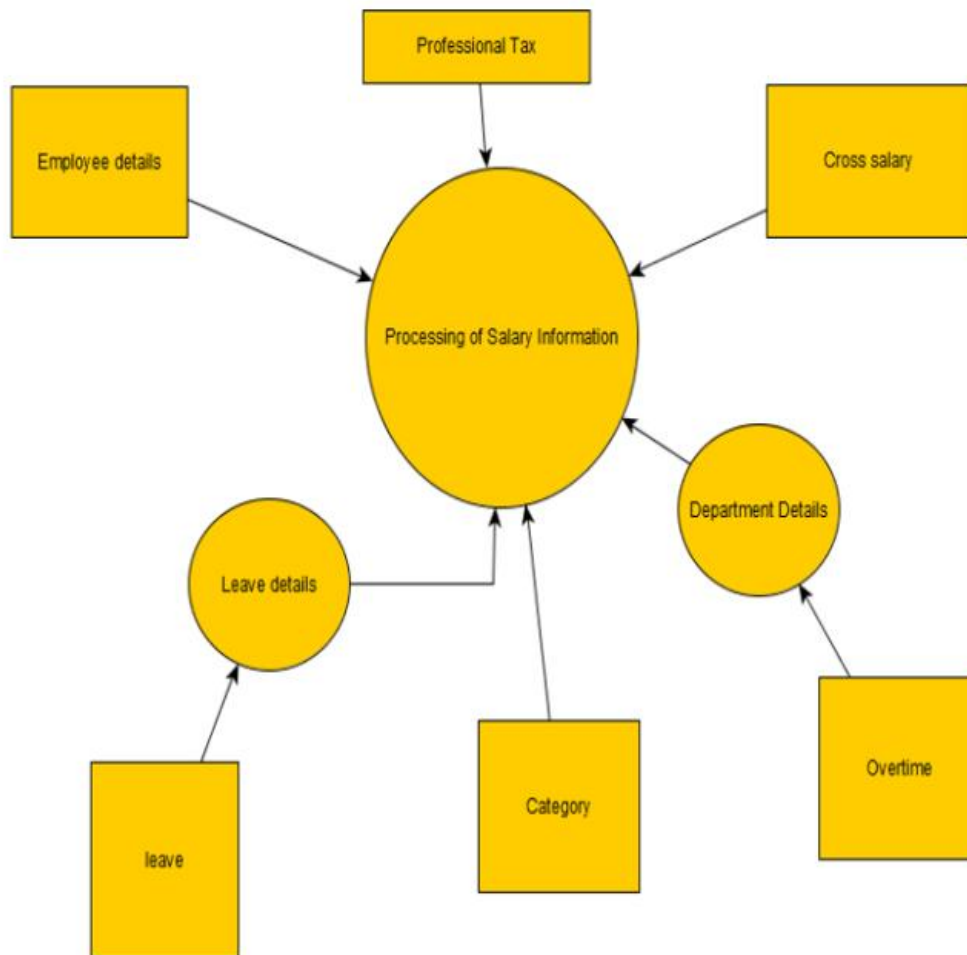 Professional Tax
Employee details
Cross salary
Processing of Salary Information
Department Details
Leave details
Overtime
Category
leave